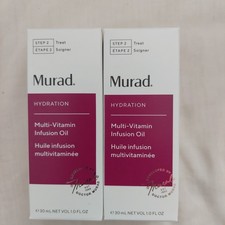 STEP 2 Treat
ÉTAPE 2 Soigner
Murad.
HYDRATION
Multi-Vitamin
Infusion Oil
Huile infusion
multivitaminée
STEP 2 Treat
ÉTAPE 2 Soigner
Murad.
HYDRATION
Multi-Vitamin
Infusion Oil
Huile infusion
multivitaminée